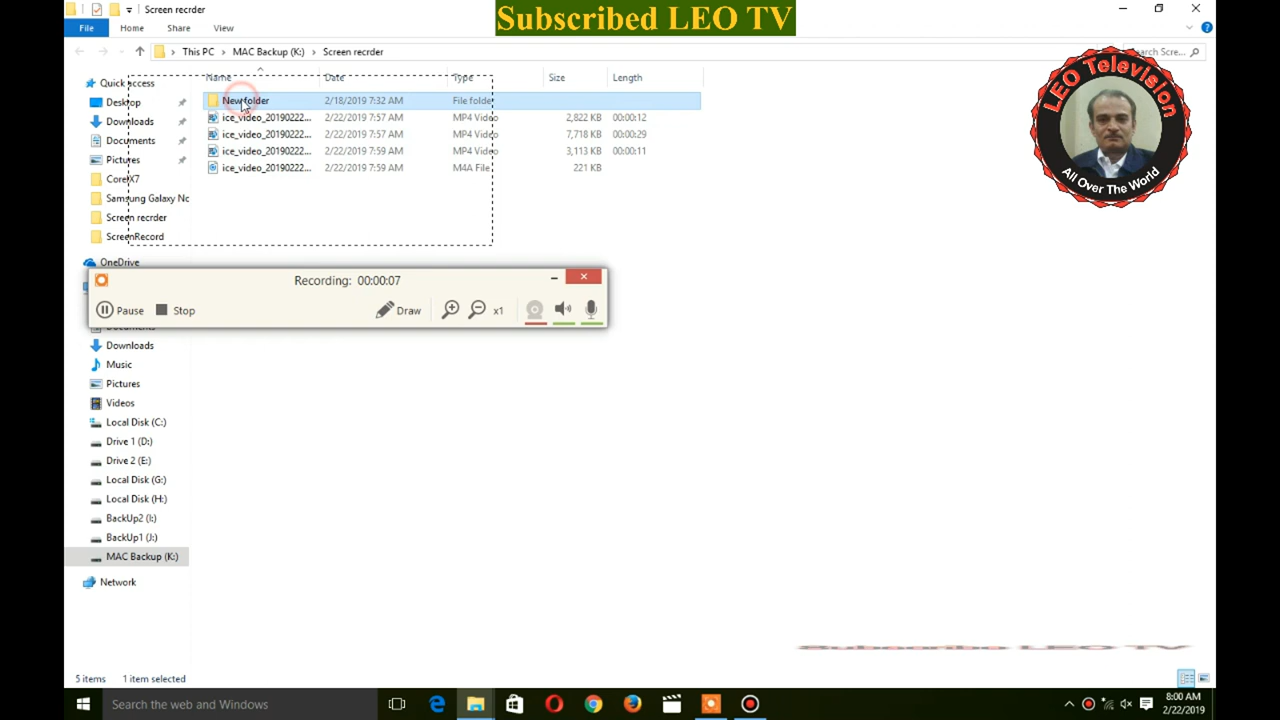 Screen recrder
Subscribed LEO TV
File Home Share View
This PC > MAC Backup (K:) > Screen recrder
Search Scre...
LEO Television
All Over The World
Name Date Type Size Length
New folder 2/18/2019 7:32 AM File folde
ice_video_20190222... 2/22/2019 7:57 AM MP4 Video 2,822 KB 00:00:12
ice_video_20190222... 2/22/2019 7:57 AM MP4 Video 7,718 KB 00:00:29
ice_video_20190222... 2/22/2019 7:59 AM MP4 Video 3,113 KB 00:00:11
ice_video_20190222... 2/22/2019 7:59 AM M4A File 221 KB
Quick access
Desktop
Downloads
Documents
Pictures
CorelX7
Samsung Galaxy Nc
Screen recrder
ScreenRecord
OneDrive
Recording: 00:00:07
Pause Stop Draw x1
Documents
Downloads
Music
Pictures
Videos
Local Disk (C:)
Drive 1 (D:)
Drive 2 (E:)
Local Disk (G:)
Local Disk (H:)
BackUp2 (I:)
BackUp1 (J:)
MAC Backup (K:)
Network
Subscribe LEO TV
5 items 1 item selected
Search the web and Windows
8:00 AM
2/22/2019